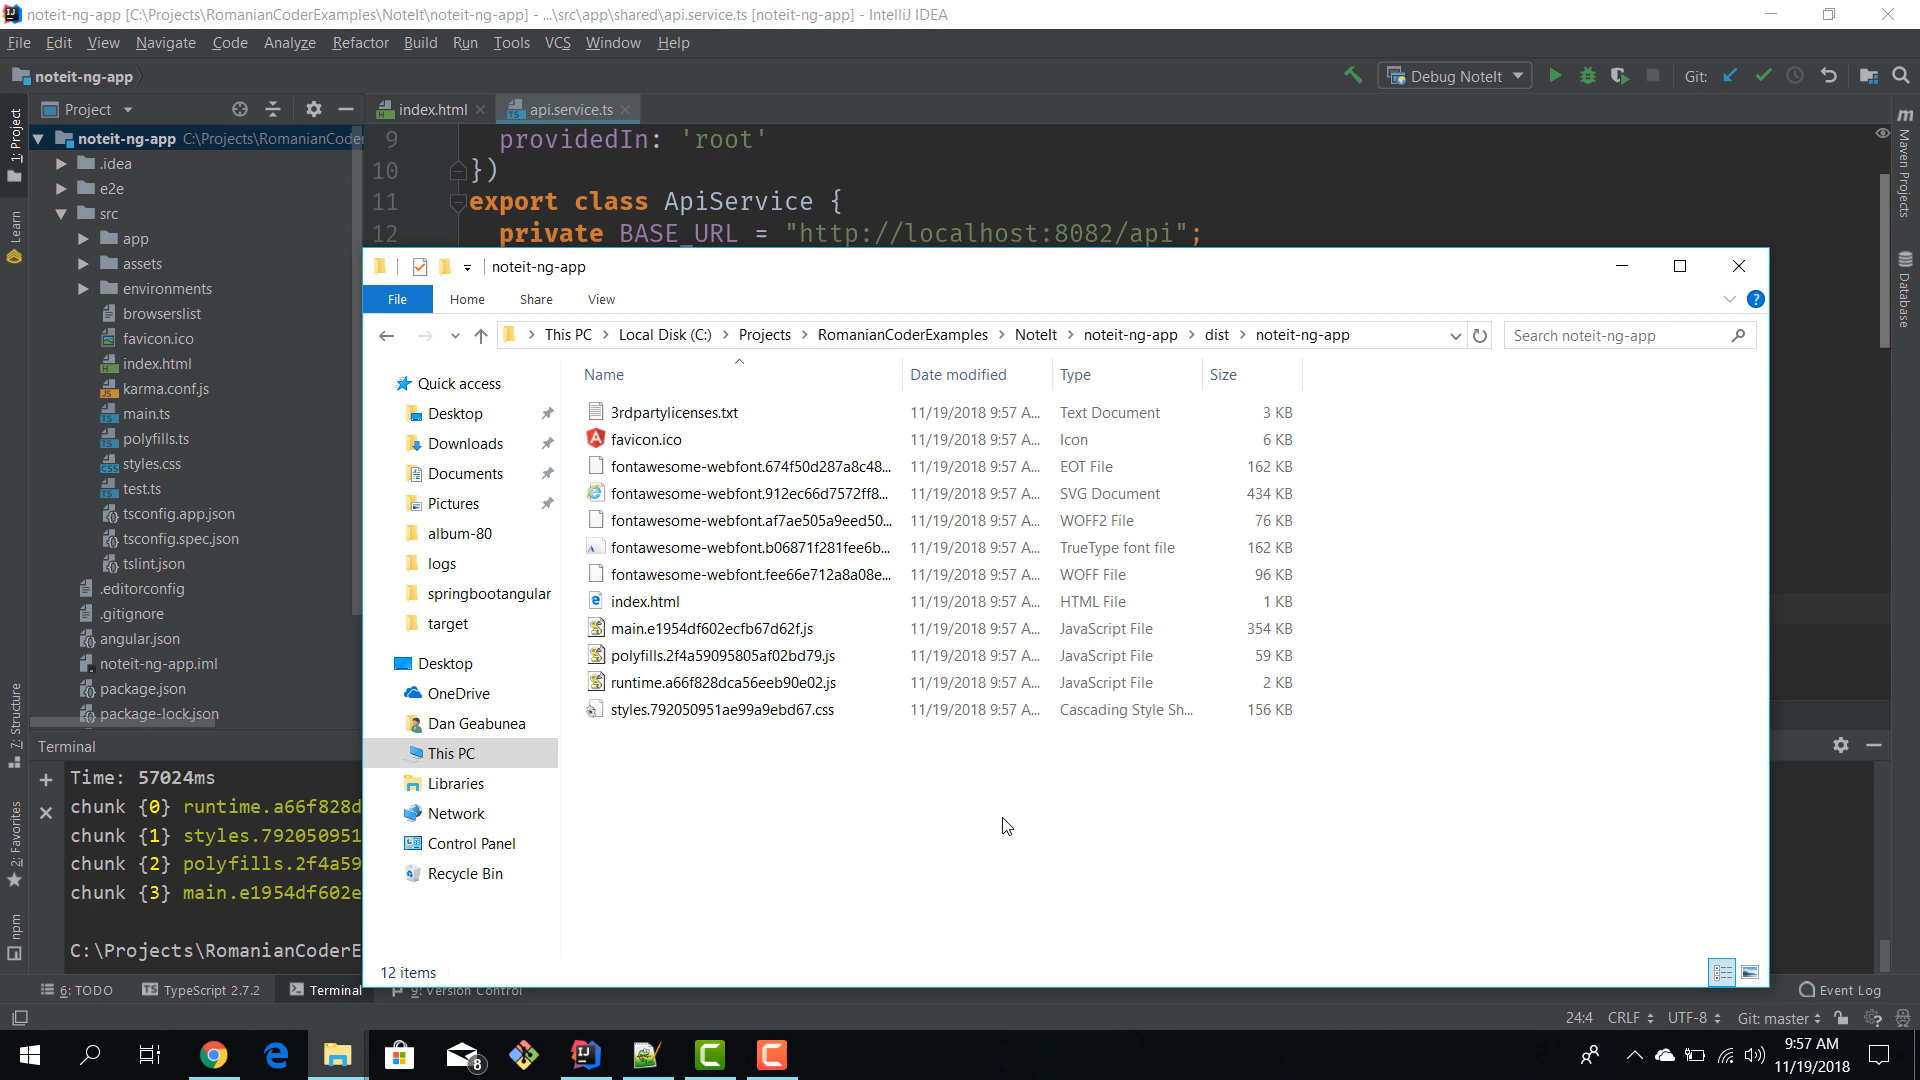 noteit-ng-app [C:\Projects\RomanianCoderExamples\NoteIt\noteit-ng-app] - ...\src\app\shared\api.service.ts [noteit-ng-app] - IntelliJ IDEA
File Edit View Navigate Code Analyze Refactor Build Run Tools VCS Window Help
noteit-ng-app
Debug NoteIt
Git:
Project
index.html
api.service.ts
1: Project
Learn
7: Structure
2: Favorites
npm
Maven Projects
Database
noteit-ng-app C:\Projects\RomanianCoder
.idea
e2e
src
app
assets
environments
browserslist
favicon.ico
index.html
karma.conf.js
main.ts
polyfills.ts
styles.css
test.ts
tsconfig.app.json
tsconfig.spec.json
tslint.json
.editorconfig
.gitignore
angular.json
noteit-ng-app.iml
package.json
package-lock.json
9 providedIn: 'root'
10 })
11 export class ApiService {
12 private BASE_URL = "http://localhost:8082/api";
noteit-ng-app
File Home Share View
This PC > Local Disk (C:) > Projects > RomanianCoderExamples > NoteIt > noteit-ng-app > dist > noteit-ng-app
Search noteit-ng-app
Quick access
Desktop
Downloads
Documents
Pictures
album-80
logs
springbootangular
target
Desktop
OneDrive
Dan Geabunea
This PC
Libraries
Network
Control Panel
Recycle Bin
Name Date modified Type Size
3rdpartylicenses.txt 11/19/2018 9:57 A... Text Document 3 KB
favicon.ico 11/19/2018 9:57 A... Icon 6 KB
fontawesome-webfont.674f50d287a8c48... 11/19/2018 9:57 A... EOT File 162 KB
fontawesome-webfont.912ec66d7572ff8... 11/19/2018 9:57 A... SVG Document 434 KB
fontawesome-webfont.af7ae505a9eed50... 11/19/2018 9:57 A... WOFF2 File 76 KB
fontawesome-webfont.b06871f281fee6b... 11/19/2018 9:57 A... TrueType font file 162 KB
fontawesome-webfont.fee66e712a8a08e... 11/19/2018 9:57 A... WOFF File 96 KB
index.html 11/19/2018 9:57 A... HTML File 1 KB
main.e1954df602ecfb67d62f.js 11/19/2018 9:57 A... JavaScript File 354 KB
polyfills.2f4a59095805af02bd79.js 11/19/2018 9:57 A... JavaScript File 59 KB
runtime.a66f828dca56eeb90e02.js 11/19/2018 9:57 A... JavaScript File 2 KB
styles.792050951ae99a9ebd67.css 11/19/2018 9:57 A... Cascading Style Sh... 156 KB
12 items
Terminal
Time: 57024ms
chunk {0} runtime.a66f828d
chunk {1} styles.792050951
chunk {2} polyfills.2f4a59
chunk {3} main.e1954df602e
C:\Projects\RomanianCoderE
6: TODO TypeScript 2.7.2 Terminal 9: Version Control Event Log
24:4 CRLF UTF-8 Git: master
8
9:57 AM
11/19/2018